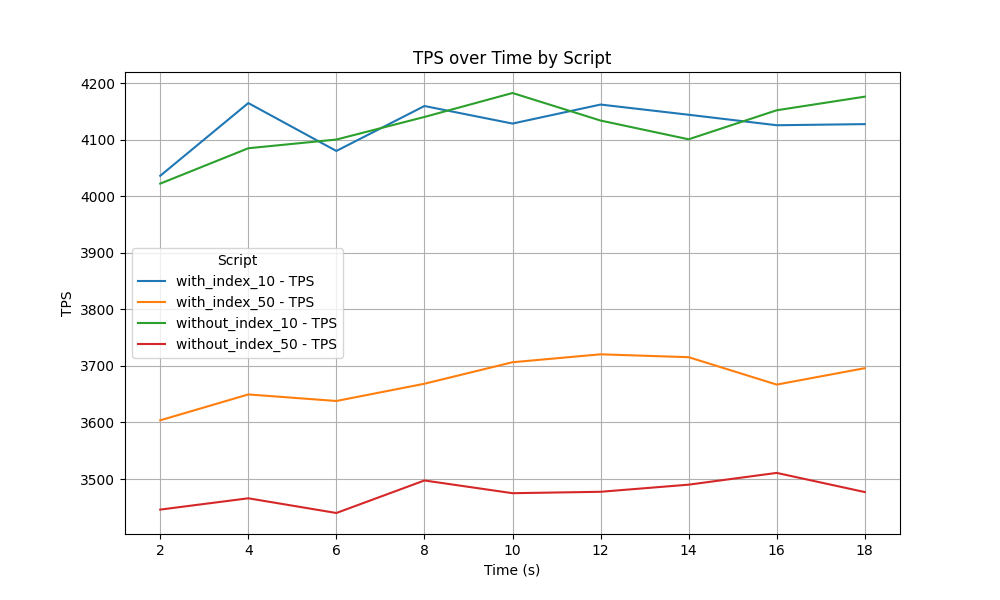 TPS over Time by Script
TPS
4200
4100
4000
3900
3800
3700
3600
3500
Script
with_index_10 - TPS
with_index_50 - TPS
without_index_10 - TPS
without_index_50 - TPS
2 4 6 8 10 12 14 16 18
Time (s)